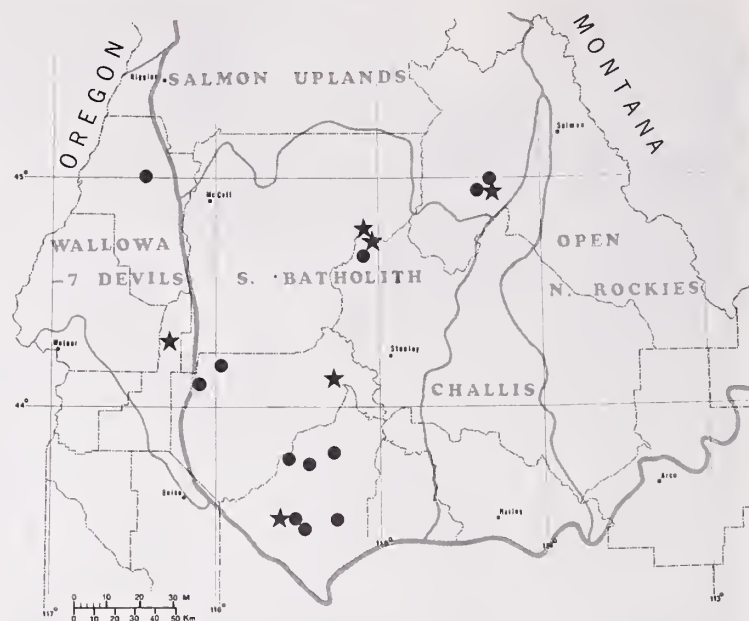 OREGON
MONTANA
Riggins
SALMON UPLANDS
Salmon
45°
McCall
WALLOWA
-7 DEVILS
S. BATHOLITH
OPEN
N. ROCKIES
Weiser
Stanley
CHALLIS
44°
Arco
Boise
Hailey
117°
116°
115°
114°
113°
0 10 20 30 M
0 10 20 30 40 50 Km